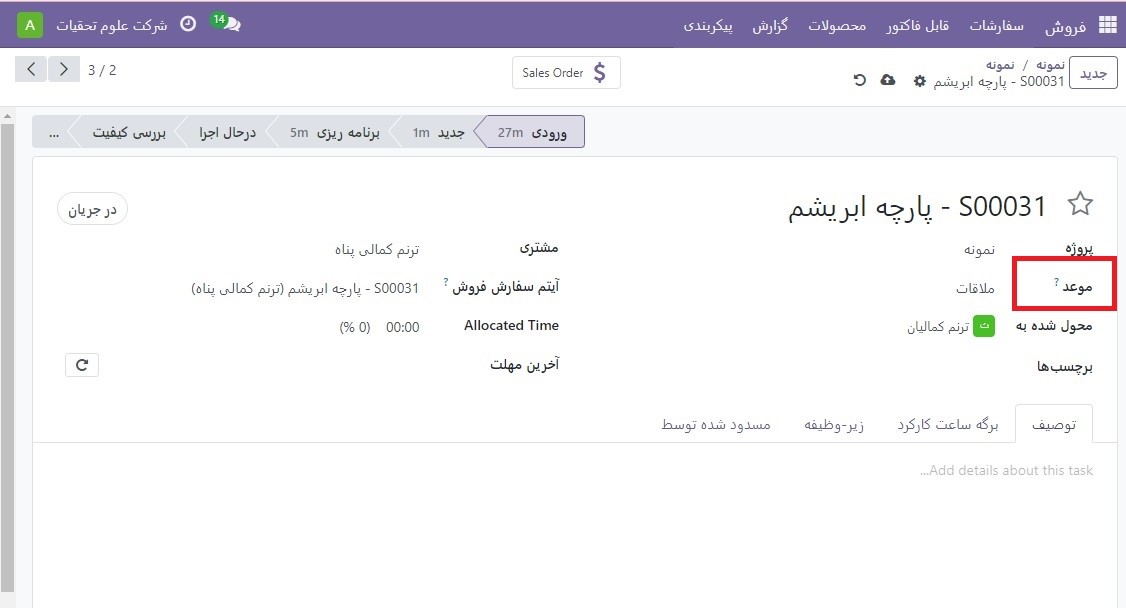 فروش سفارشات قابل فاکتور محصولات گزارش پیکربندی 14 شرکت علوم تحقیات A
جدید
نمونه / نمونه
S00031 - پارچه ابریشم
Sales Order
3 / 2
ورودی 27m جدید 1m برنامه ریزی 5m درحال اجرا بررسی کیفیت ...
S00031 - پارچه ابریشم
در جریان
پروژه نمونه
موعد ? ملاقات
محول شده به ت ترنم کمالیان
برچسب‌ها
مشتری ترنم کمالی پناه
آیتم سفارش فروش ? S00031 - پارچه ابریشم (ترنم کمالی پناه)
Allocated Time 00:00 (0 %)
آخرین مهلت
توصیف برگه ساعت کارکرد زیر-وظیفه مسدود شده توسط
Add details about this task...